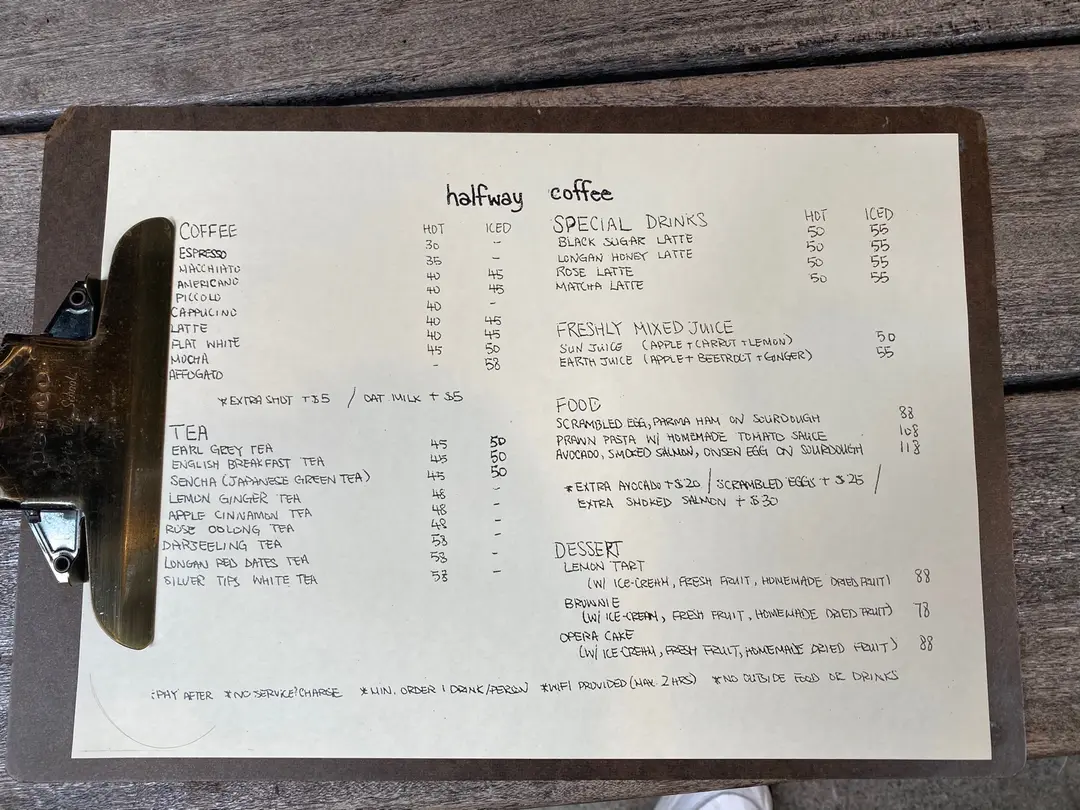 halfway coffee
COFFEE HOT ICED
ESPRESSO 30 -
MACCHIATO 35 -
AMERICANO 40 45
PICCOLO 40 45
CAPPUCINO 40 -
LATTE 40 45
FLAT WHITE 40 45
MOCHA 45 50
AFFOGATO - 58
*EXTRA SHOT +$5 / OAT MILK + $5
TEA
EARL GREY TEA 45 50
ENGLISH BREAKFAST TEA 45 50
SENCHA (JAPANESE GREEN TEA) 45 50
LEMON GINGER TEA 48 -
APPLE CINNAMON TEA 48 -
ROSE OOLONG TEA 48 -
DARJEELING TEA 58 -
LONGAN RED DATES TEA 58 -
SILVER TIPS WHITE TEA 58 -
SPECIAL DRINKS HOT ICED
BLACK SUGAR LATTE 50 55
LONGAN HONEY LATTE 50 55
ROSE LATTE 50 55
MATCHA LATTE 50 55
FRESHLY MIXED JUICE
SUN JUICE (APPLE + CARROT + LEMON) 50
EARTH JUICE (APPLE + BEETROOT + GINGER) 55
FOOD
SCRAMBLED EGG, PARMA HAM ON SOURDOUGH 88
PRAWN PASTA W/ HOMEMADE TOMATO SAUCE 108
AVOCADO, SMOKED SALMON, ONSEN EGG ON SOURDOUGH 118
*EXTRA AVOCADO +$20 / SCRAMBLED EGGS + $25 /
EXTRA SMOKED SALMON + $30
DESSERT
LEMON TART
(W/ ICE-CREAM, FRESH FRUIT, HOMEMADE DRIED FRUIT) 88
BROWNIE
(W/ ICE-CREAM, FRESH FRUIT, HOMEMADE DRIED FRUIT) 78
OPERA CAKE
(W/ ICE CREAM, FRESH FRUIT, HOMEMADE DRIED FRUIT) 88
*PAY AFTER *NO SERVICE CHARGE *MIN. ORDER 1 DRINK/PERSON *WIFI PROVIDED (MAX. 2 HRS) *NO OUTSIDE FOOD OR DRINKS